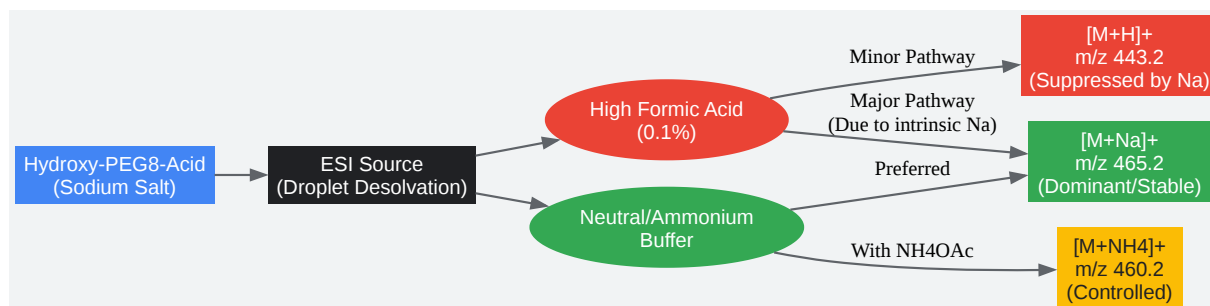 Hydroxy-PEG8-Acid
(Sodium Salt)
ESI Source
(Droplet Desolvation)
High Formic Acid
(0.1%)
Neutral/Ammonium
Buffer
Minor Pathway
Major Pathway
(Due to intrinsic Na)
Preferred
With NH4OAc
[M+H]+
m/z 443.2
(Suppressed by Na)
[M+Na]+
m/z 465.2
(Dominant/Stable)
[M+NH4]+
m/z 460.2
(Controlled)